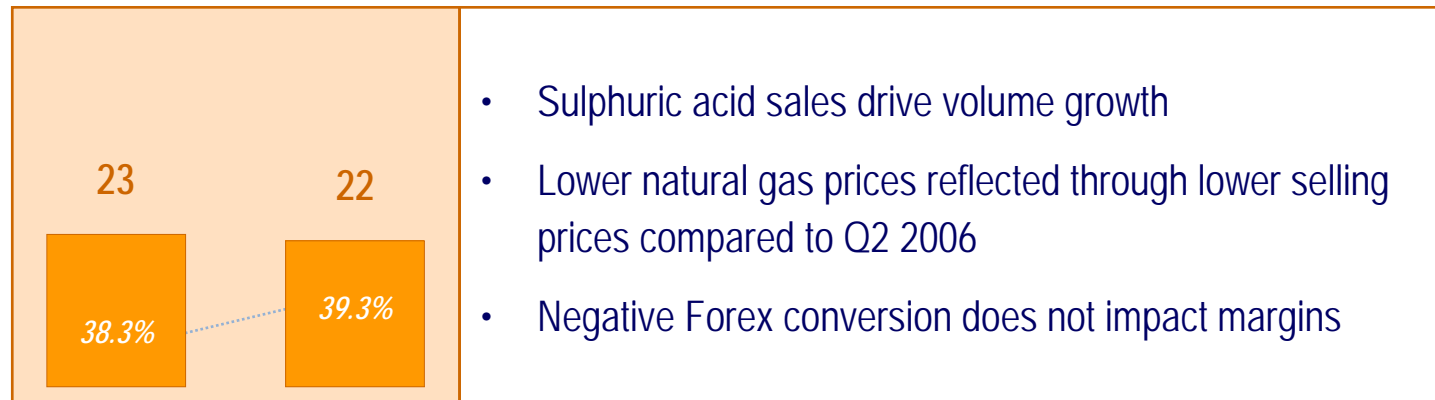 23
22
38.3%
39.3%
• Sulphuric acid sales drive volume growth
• Lower natural gas prices reflected through lower selling
prices compared to Q2 2006
• Negative Forex conversion does not impact margins